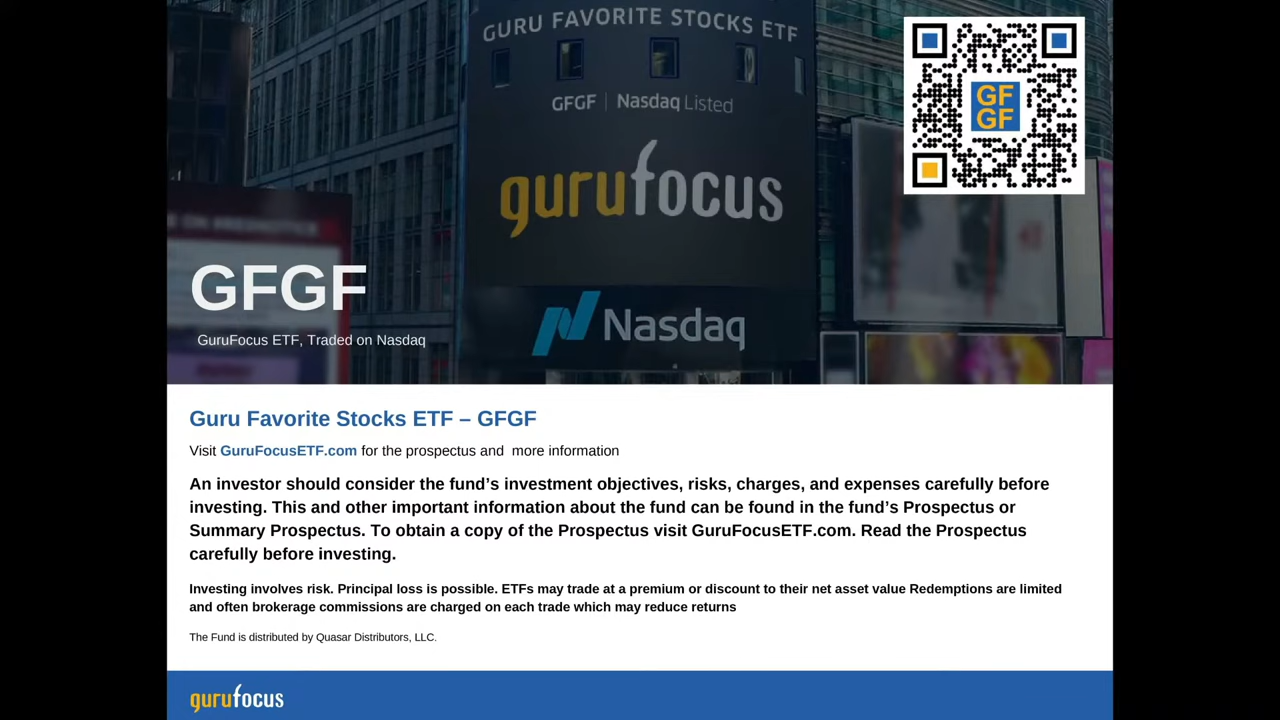 GURU FAVORITE STOCKS ETF
GFGF | Nasdaq Listed
gurufocus
Nasdaq
GF
GF
GFGF
GuruFocus ETF, Traded on Nasdaq
Guru Favorite Stocks ETF – GFGF
Visit GuruFocusETF.com for the prospectus and  more information
An investor should consider the fund’s investment objectives, risks, charges, and expenses carefully before
investing. This and other important information about the fund can be found in the fund’s Prospectus or
Summary Prospectus. To obtain a copy of the Prospectus visit GuruFocusETF.com. Read the Prospectus
carefully before investing.
Investing involves risk. Principal loss is possible. ETFs may trade at a premium or discount to their net asset value Redemptions are limited
and often brokerage commissions are charged on each trade which may reduce returns
The Fund is distributed by Quasar Distributors, LLC.
gurufocus